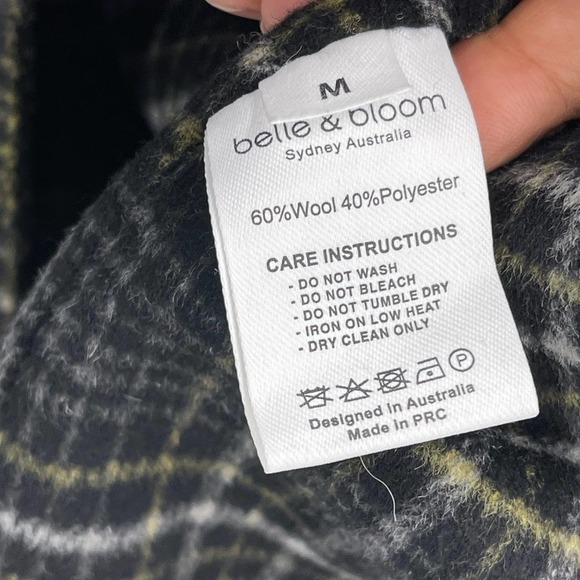 M
belle & bloom
Sydney Australia
60%Wool 40%Polyester
CARE INSTRUCTIONS
- DO NOT WASH
- DO NOT BLEACH
- DO NOT TUMBLE DRY
- IRON ON LOW HEAT
- DRY CLEAN ONLY
P
Designed in Australia
Made in PRC